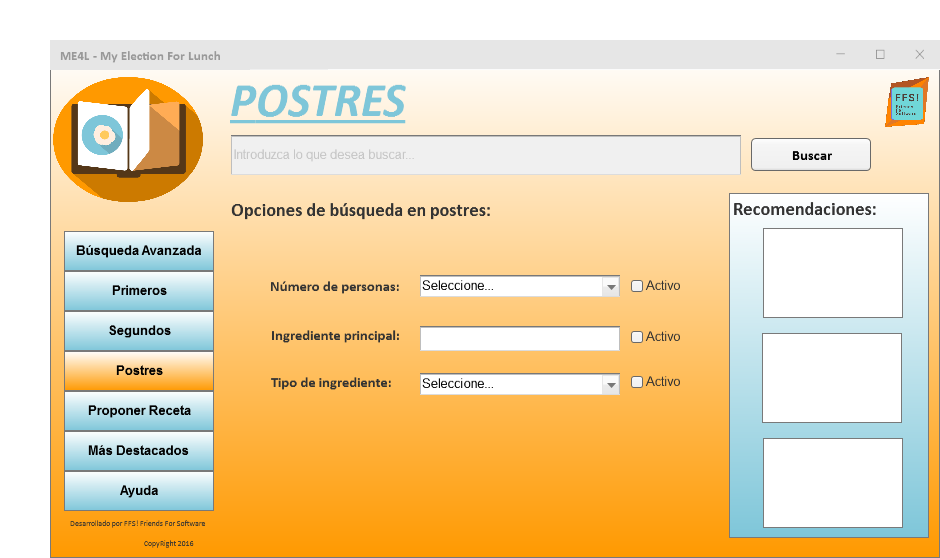 ME4L - My Election For Lunch
POSTRES
FFS!
Friends
For
Software
Introduzca lo que desea buscar...
Buscar
Opciones de búsqueda en postres:
Recomendaciones:
Búsqueda Avanzada
Primeros
Segundos
Postres
Proponer Receta
Más Destacados
Ayuda
Número de personas:
Seleccione...
Activo
Ingrediente principal:
Activo
Tipo de ingrediente:
Seleccione...
Activo
Desarrollado por FFS! Friends For Software
CopyRight 2016